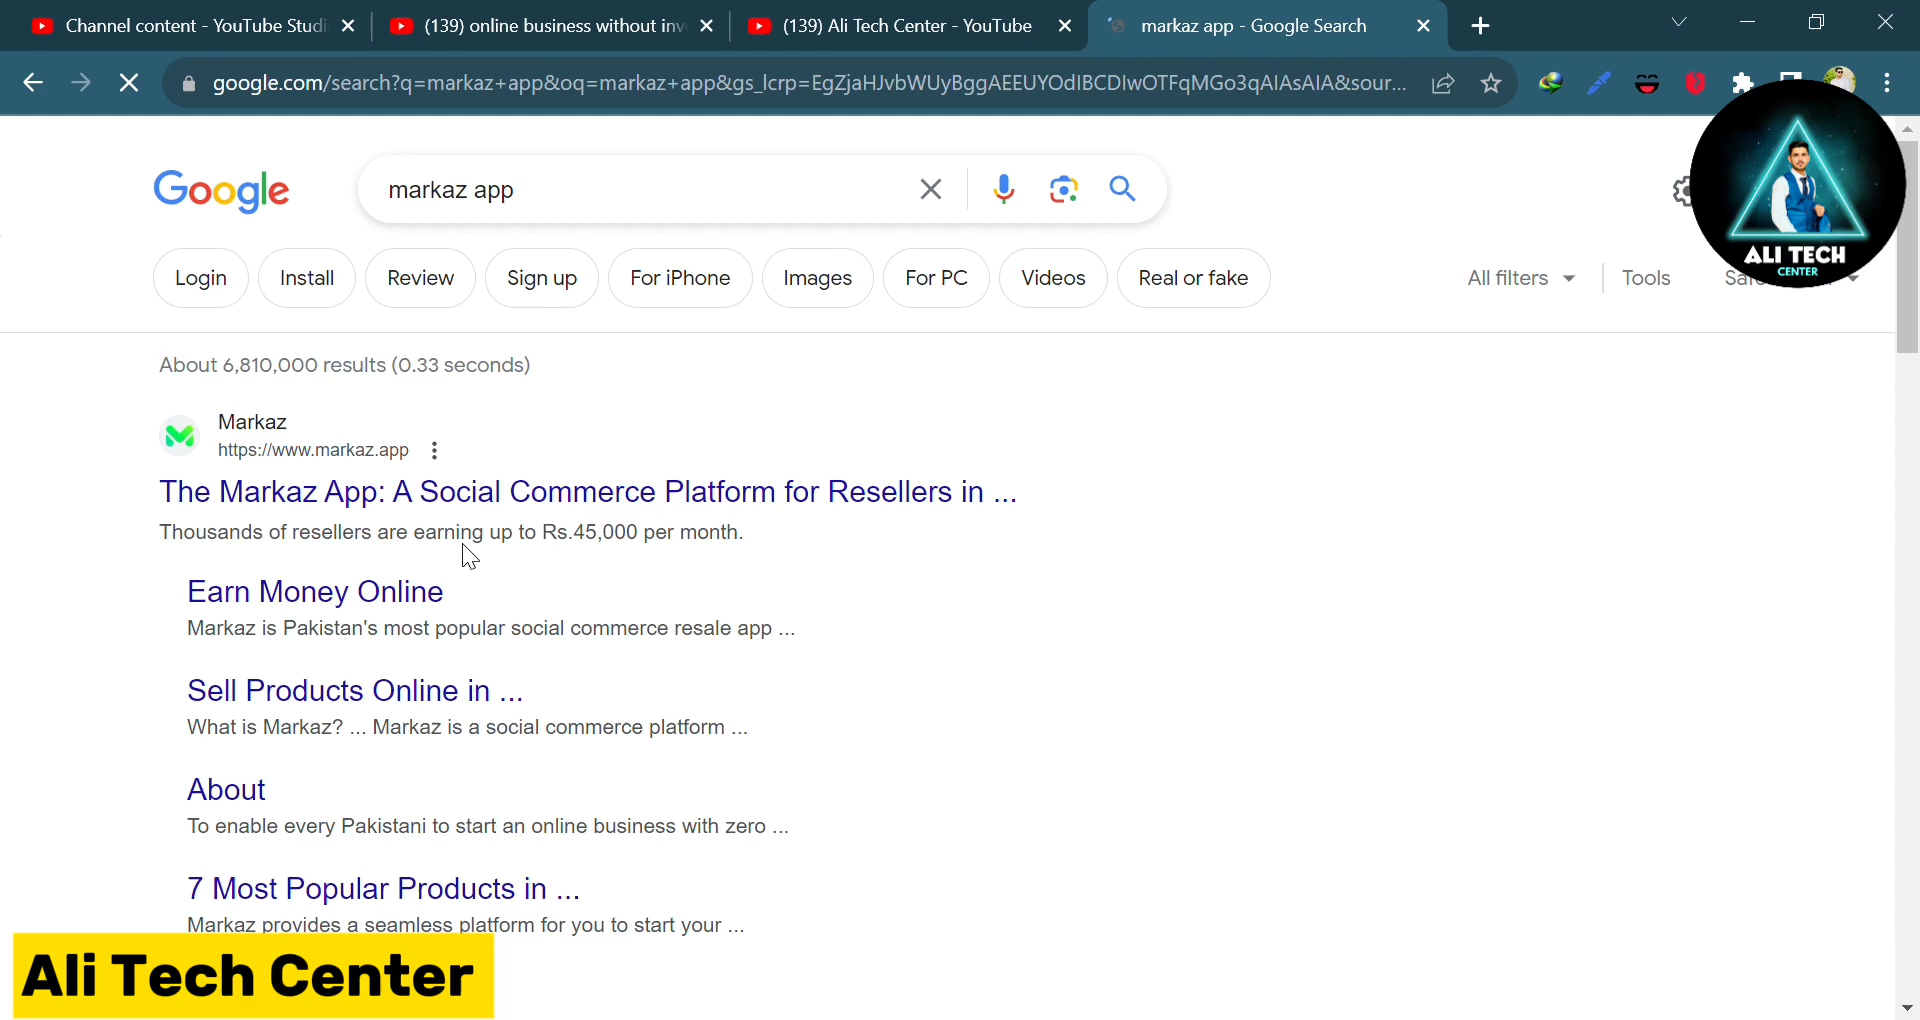 Channel content - YouTube Studi
(139) online business without inv
(139) Ali Tech Center - YouTube
markaz app - Google Search
google.com/search?q=markaz+app&oq=markaz+app&gs_lcrp=EgZjaHJvbWUyBggAEEUYOdIBCDIwOTFqMGo3qAIAsAIA&sour...
Google
markaz app
Login
Install
Review
Sign up
For iPhone
Images
For PC
Videos
Real or fake
All filters
Tools
ALI TECH
CENTER
About 6,810,000 results (0.33 seconds)
Markaz
https://www.markaz.app
The Markaz App: A Social Commerce Platform for Resellers in ...
Thousands of resellers are earning up to Rs.45,000 per month.
Earn Money Online
Markaz is Pakistan's most popular social commerce resale app ...
Sell Products Online in ...
What is Markaz? ... Markaz is a social commerce platform ...
About
To enable every Pakistani to start an online business with zero ...
7 Most Popular Products in ...
Markaz provides a seamless platform for you to start your ...
Ali Tech Center